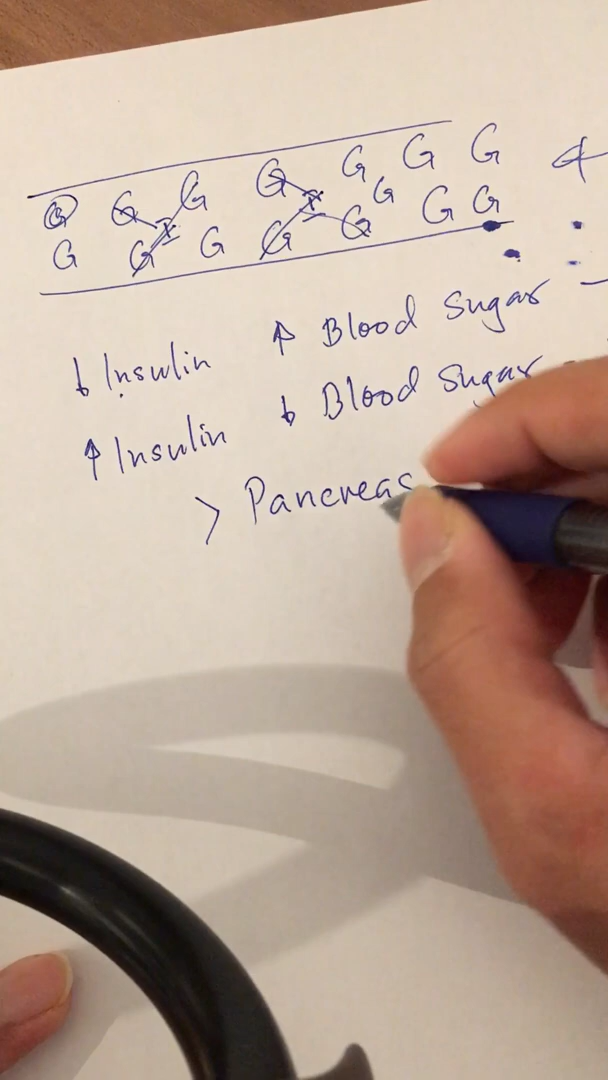 G G G G G G G
G G G I G I G G G G G
↓ Insulin ↑ Blood Sugar
↑ Insulin ↓ Blood Sugar
> Pancreas